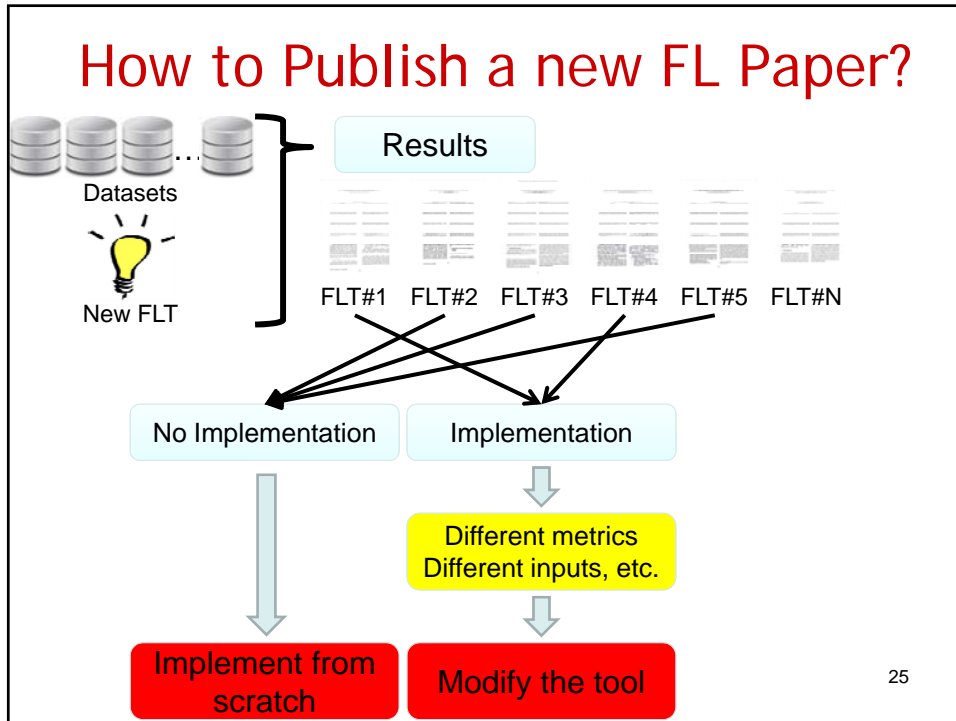 How to Publish a new FL Paper?
Results
...
Datasets
New FLT
FLT#1 FLT#2 FLT#3 FLT#4 FLT#5 FLT#N
No Implementation
Implementation
Different metrics
Different inputs, etc.
Implement from
scratch
Modify the tool
25